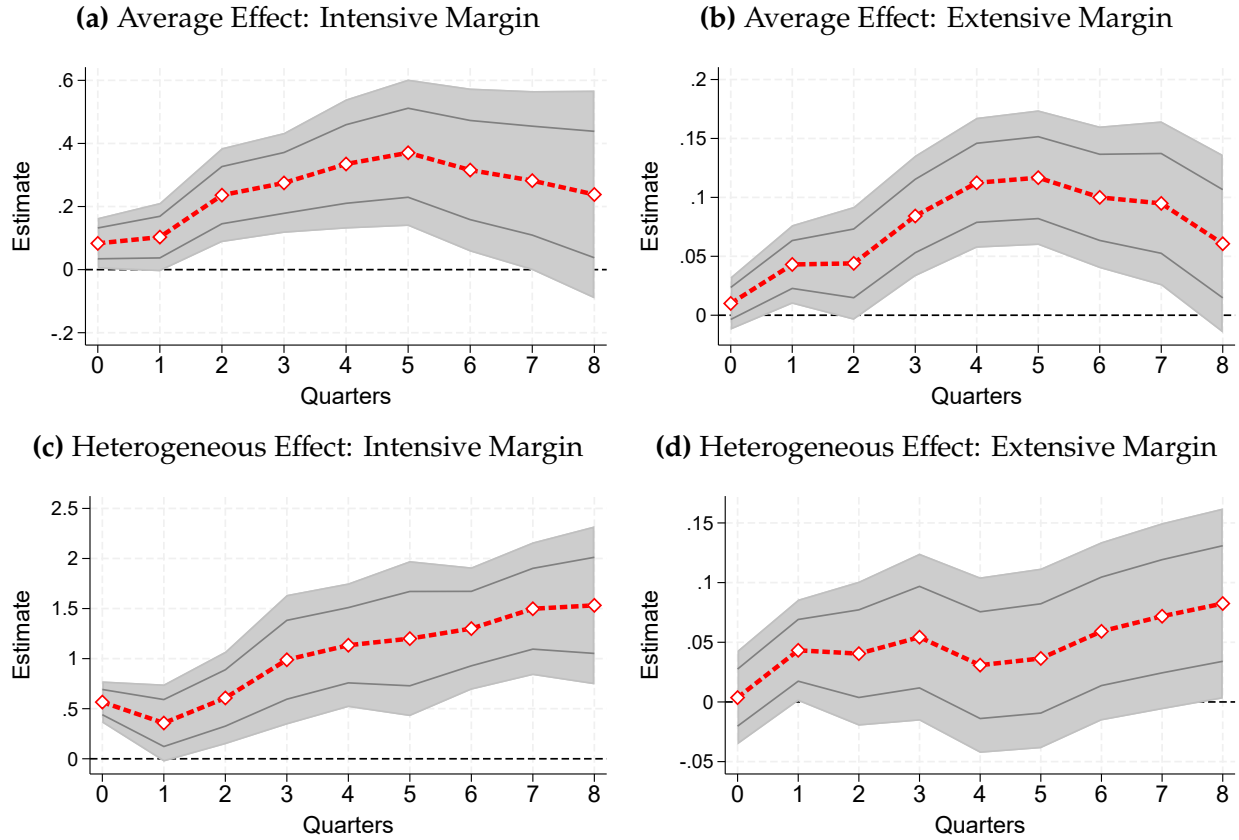 (a) Average Effect: Intensive Margin
.6
.4
.2
0
-.2
Estimate
0 1 2 3 4 5 6 7 8
Quarters
(b) Average Effect: Extensive Margin
.2
.15
.1
.05
0
Estimate
0 1 2 3 4 5 6 7 8
Quarters
(c) Heterogeneous Effect: Intensive Margin
2.5
2
1.5
1
.5
0
Estimate
0 1 2 3 4 5 6 7 8
Quarters
(d) Heterogeneous Effect: Extensive Margin
.15
.1
.05
0
-.05
Estimate
0 1 2 3 4 5 6 7 8
Quarters